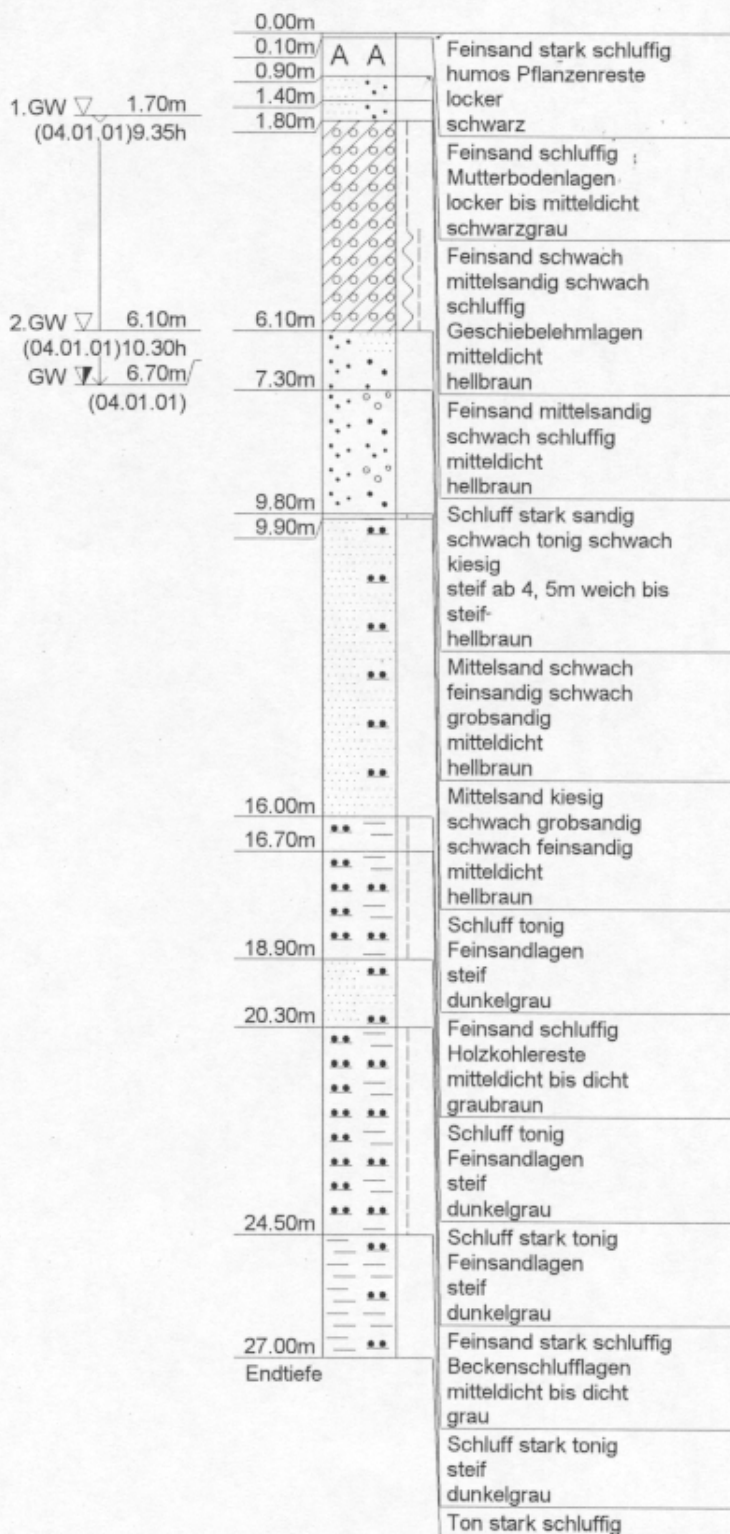 0.00m
0.10m
0.90m
1.40m
1.80m
A A
1.GW 1.70m
(04.01.01)9.35h
2.GW 6.10m
(04.01.01)10.30h
GW 6.70m
(04.01.01)
6.10m
7.30m
9.80m
9.90m
16.00m
16.70m
18.90m
20.30m
24.50m
27.00m
Endtiefe
Feinsand stark schluffig
humos Pflanzenreste
locker
schwarz
Feinsand schluffig
Mutterbodenlagen
locker bis mitteldicht
schwarzgrau
Feinsand schwach
mittelsandig schwach
schluffig
Geschiebelehmlagen
mitteldicht
hellbraun
Feinsand mittelsandig
schwach schluffig
mitteldicht
hellbraun
Schluff stark sandig
schwach tonig schwach
kiesig
steif ab 4, 5m weich bis
steif
hellbraun
Mittelsand schwach
feinsandig schwach
grobsandig
mitteldicht
hellbraun
Mittelsand kiesig
schwach grobsandig
schwach feinsandig
mitteldicht
hellbraun
Schluff tonig
Feinsandlagen
steif
dunkelgrau
Feinsand schluffig
Holzkohlereste
mitteldicht bis dicht
graubraun
Schluff tonig
Feinsandlagen
steif
dunkelgrau
Schluff stark tonig
Feinsandlagen
steif
dunkelgrau
Feinsand stark schluffig
Beckenschlufflagen
mitteldicht bis dicht
grau
Schluff stark tonig
steif
dunkelgrau
Ton stark schluffig